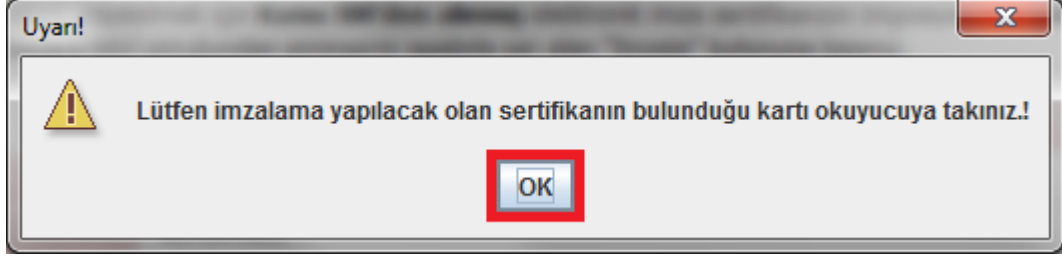 Uyarı!
Lütfen imzalama yapılacak olan sertifikanın bulunduğu kartı okuyucuya takınız.!
OK